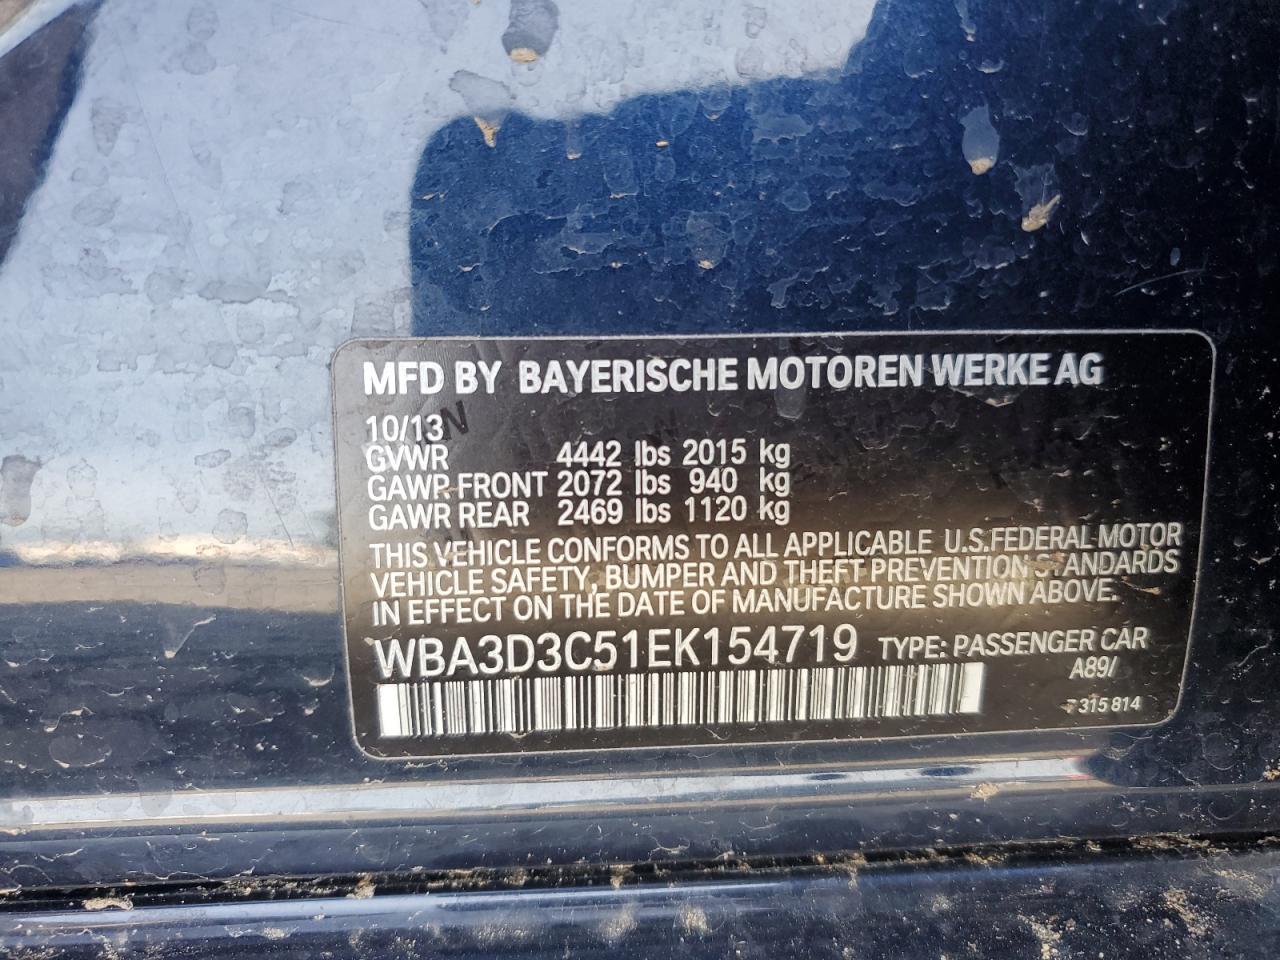 MFD BY BAYERISCHE MOTOREN WERKE AG
10/13
GVWR 4442 lbs 2015 kg
GAWR FRONT 2072 lbs 940 kg
GAWR REAR 2469 lbs 1120 kg
THIS VEHICLE CONFORMS TO ALL APPLICABLE U.S.FEDERAL MOTOR
VEHICLE SAFETY, BUMPER AND THEFT PREVENTION STANDARDS
IN EFFECT ON THE DATE OF MANUFACTURE SHOWN ABOVE.
WBA3D3C51EK154719 TYPE: PASSENGER CAR
A89/
7 315 814